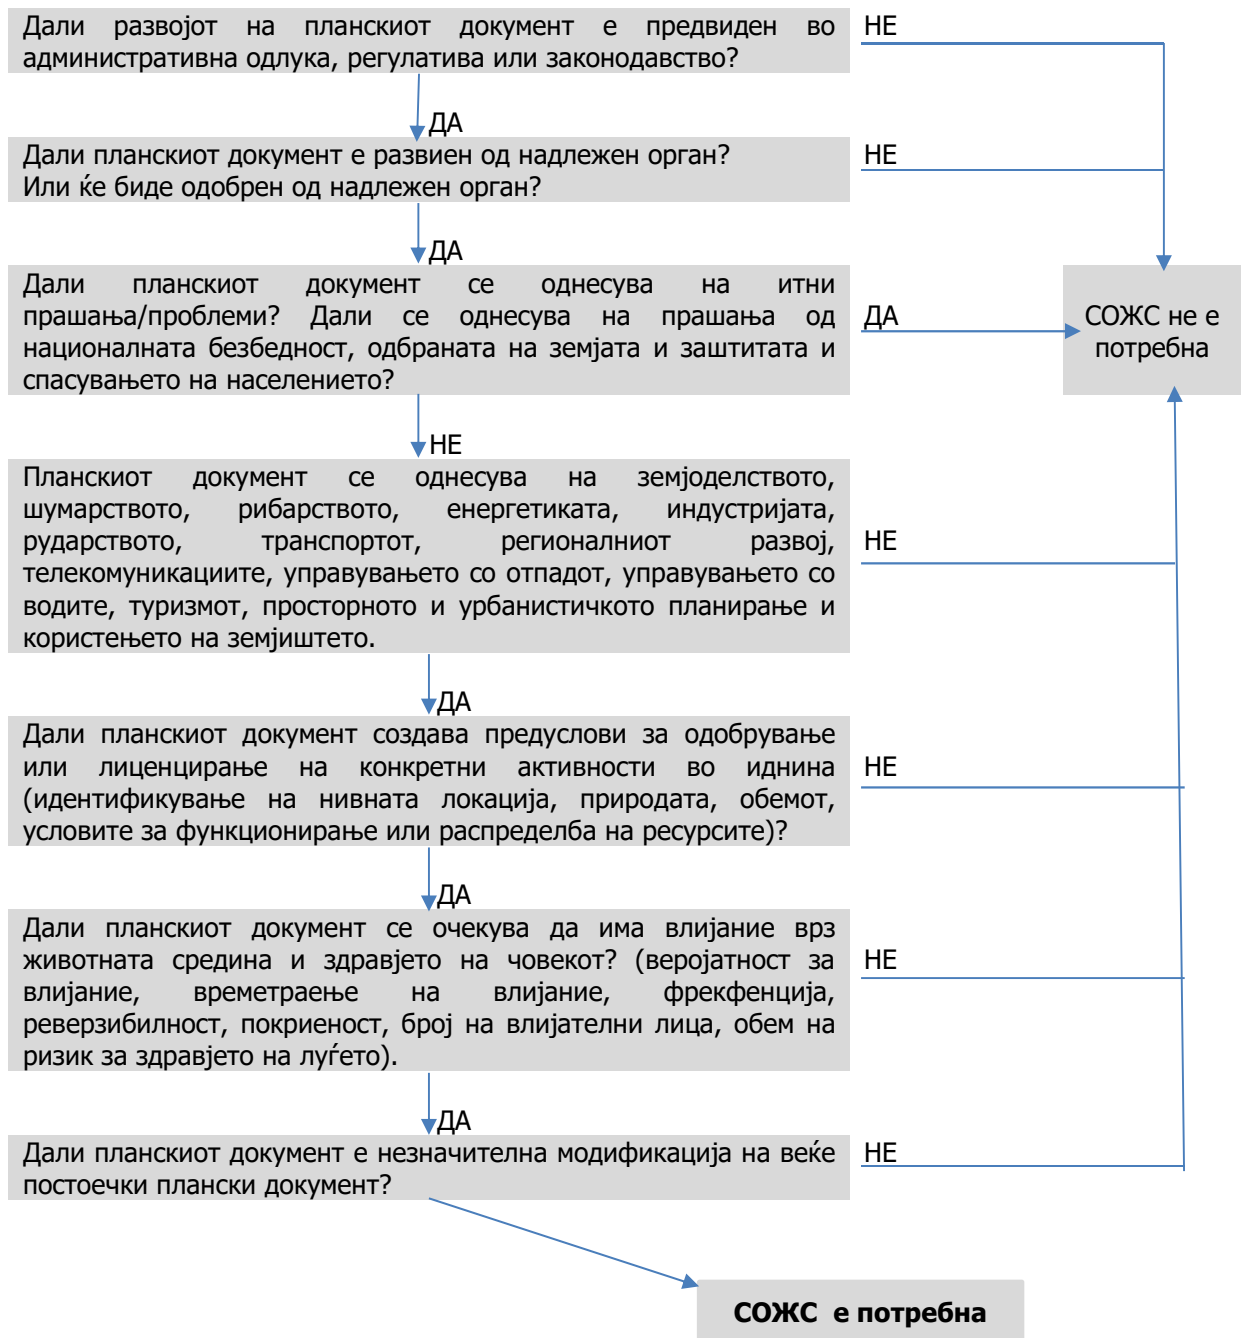 Дали развојот на планскиот документ е предвиден во
административна одлука, регулатива или законодавство?
НЕ
ДА
Дали планскиот документ е развиен од надлежен орган?
Или ќе биде одобрен од надлежен орган?
НЕ
ДА
Дали планскиот документ се однесува на итни
прашања/проблеми? Дали се однесува на прашања од
националната безбедност, одбраната на земјата и заштитата и
спасувањето на населението?
ДА
СОЖС не е
потребна
НЕ
Планскиот документ се однесува на земјоделството,
шумарството, рибарството, енергетиката, индустријата,
рударството, транспортот, регионалниот развој,
телекомуникациите, управувањето со отпадот, управувањето со
водите, туризмот, просторното и урбанистичкото планирање и
користењето на земјиштето.
НЕ
ДА
Дали планскиот документ создава предуслови за одобрување
или лиценцирање на конкретни активности во иднина
(идентификување на нивната локација, природата, обемот,
условите за функционирање или распределба на ресурсите)?
НЕ
ДА
Дали планскиот документ се очекува да има влијание врз
животната средина и здравјето на човекот? (веројатност за
влијание, времетраење на влијание, фрекфенција,
реверзибилност, покриеност, број на влијателни лица, обем на
ризик за здравјето на луѓето).
НЕ
ДА
Дали планскиот документ е незначителна модификација на веќе
постоечки плански документ?
НЕ
СОЖС е потребна